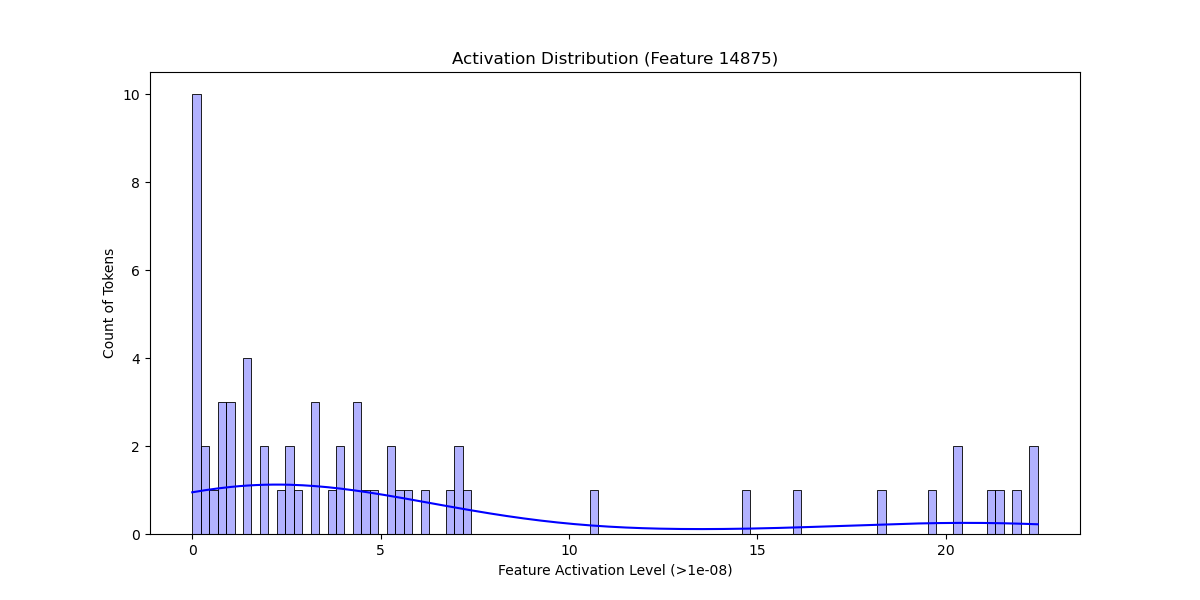 Activation Distribution (Feature 14875)
10
8
6
4
2
0
Count of Tokens
0 5 10 15 20
Feature Activation Level (>1e-08)